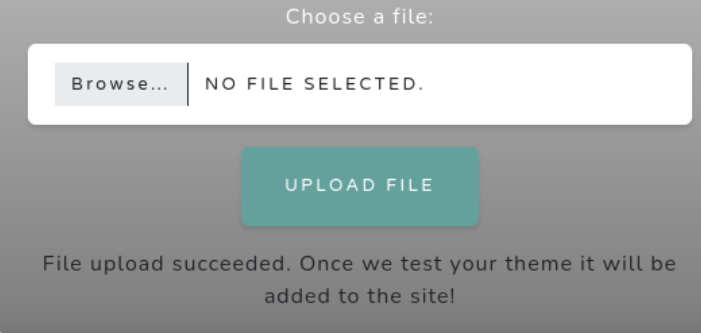 Choose a file:
Browse... NO FILE SELECTED.
UPLOAD FILE
File upload succeeded. Once we test your theme it will be
added to the site!